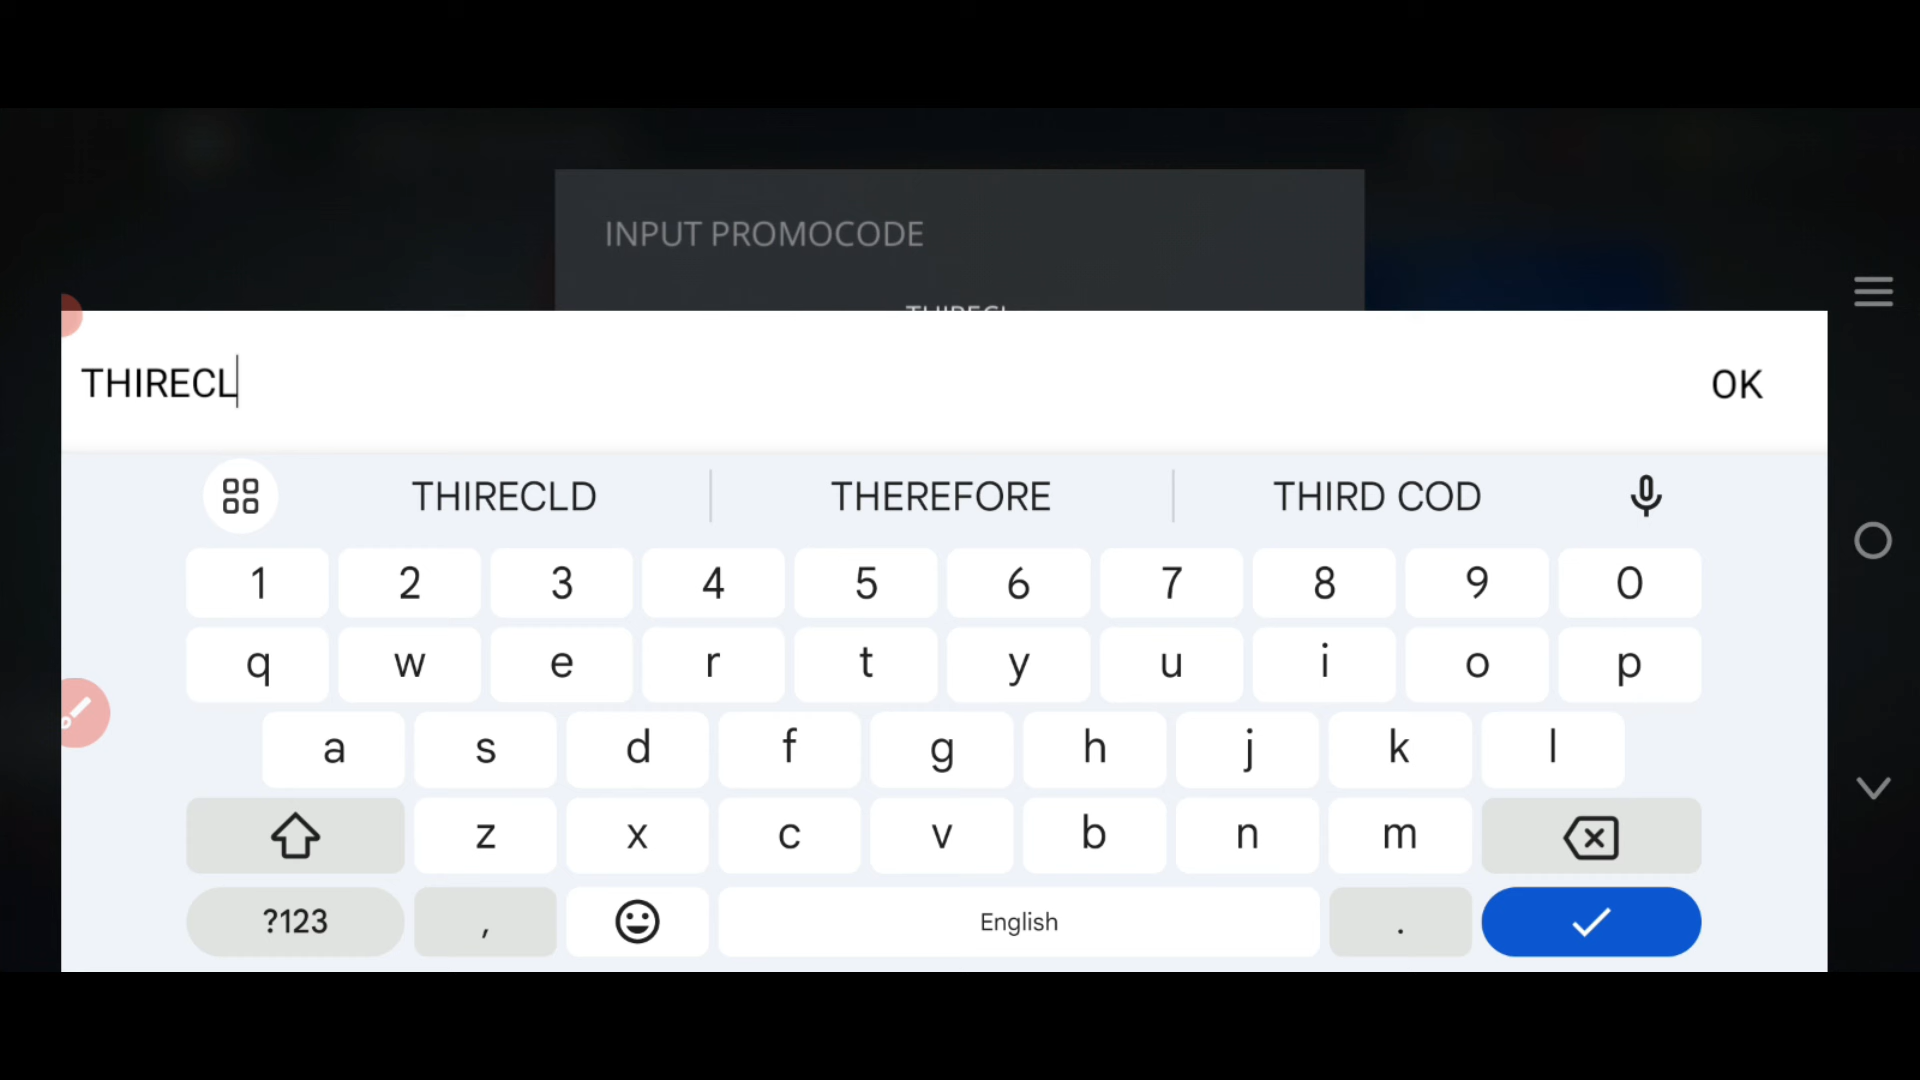 INPUT PROMOCODE
THIRECL
THIRECL
OK
THIRECLD THEREFORE THIRD COD
1 2 3 4 5 6 7 8 9 0
q w e r t y u i o p
a s d f g h j k l
z x c v b n m
?123 , English .